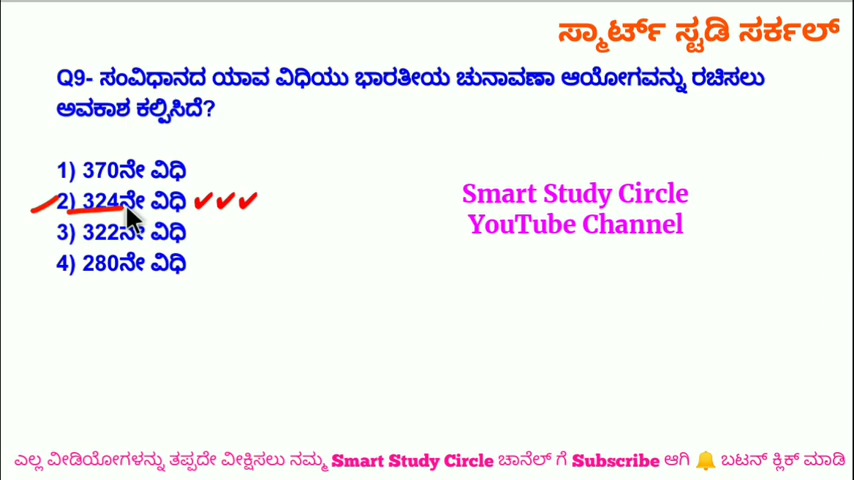 ಸ್ಮಾರ್ಟ್ ಸ್ಟಡಿ ಸರ್ಕಲ್
Q9- ಸಂವಿಧಾನದ ಯಾವ ವಿಧಿಯು ಭಾರತೀಯ ಚುನಾವಣಾ ಆಯೋಗವನ್ನು ರಚಿಸಲು
ಅವಕಾಶ ಕಲ್ಪಿಸಿದೆ?
1) 370ನೇ ವಿಧಿ
2) 324ನೇ ವಿಧಿ ✔✔✔
3) 322ನೇ ವಿಧಿ
4) 280ನೇ ವಿಧಿ
Smart Study Circle
YouTube Channel
ಎಲ್ಲ ವೀಡಿಯೋಗಳನ್ನು ತಪ್ಪದೇ ವೀಕ್ಷಿಸಲು ನಮ್ಮ Smart Study Circle ಚಾನೆಲ್ ಗೆ Subscribe ಆಗಿ 🔔 ಬಟನ್ ಕ್ಲಿಕ್ ಮಾಡಿ